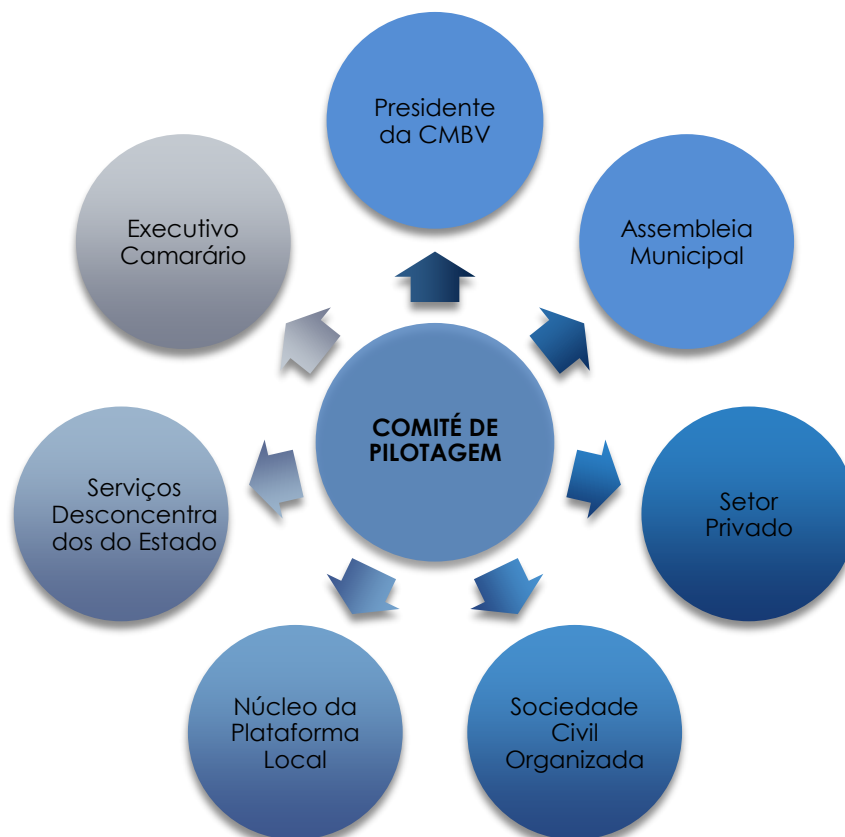 Presidente
da CMBV
Executivo
Camarário
Assembleia
Municipal
COMITÉ DE
PILOTAGEM
Serviços
Desconcentra
dos do Estado
Setor
Privado
Núcleo da
Plataforma
Local
Sociedade
Civil
Organizada